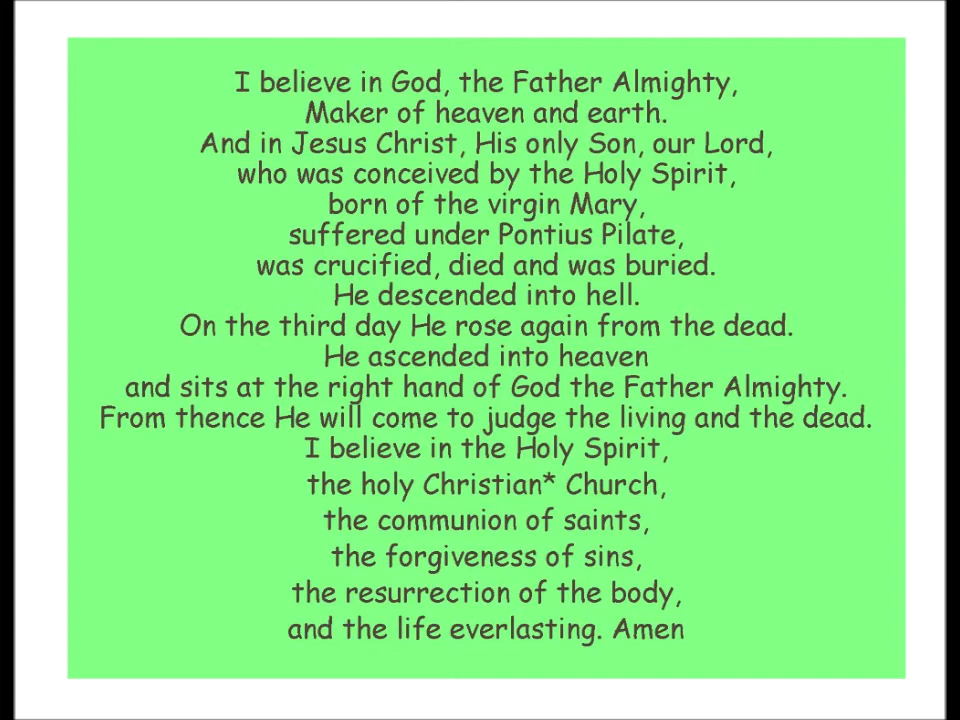 I believe in God, the Father Almighty,
Maker of heaven and earth.
And in Jesus Christ, His only Son, our Lord,
who was conceived by the Holy Spirit,
born of the virgin Mary,
suffered under Pontius Pilate,
was crucified, died and was buried.
He descended into hell.
On the third day He rose again from the dead.
He ascended into heaven
and sits at the right hand of God the Father Almighty.
From thence He will come to judge the living and the dead.
I believe in the Holy Spirit,
the holy Christian* Church,
the communion of saints,
the forgiveness of sins,
the resurrection of the body,
and the life everlasting. Amen